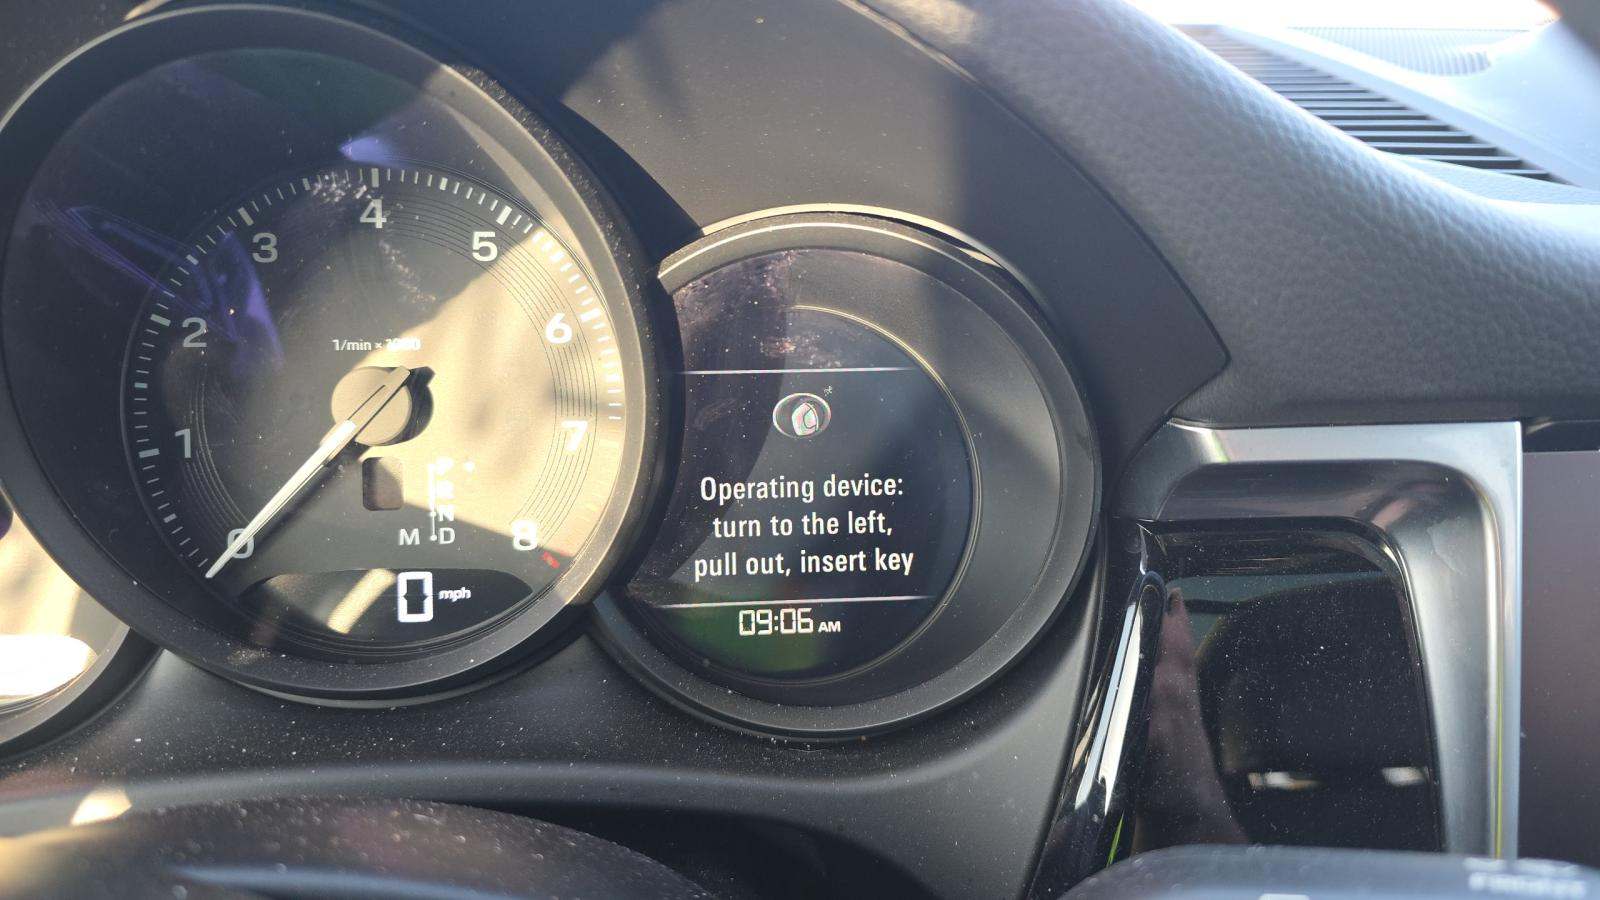 4
3
5
2
6
1/min × 1000
1
7
P
R
N
M D
0
8
0 mph
Operating device:
turn to the left,
pull out, insert key
09:06 AM